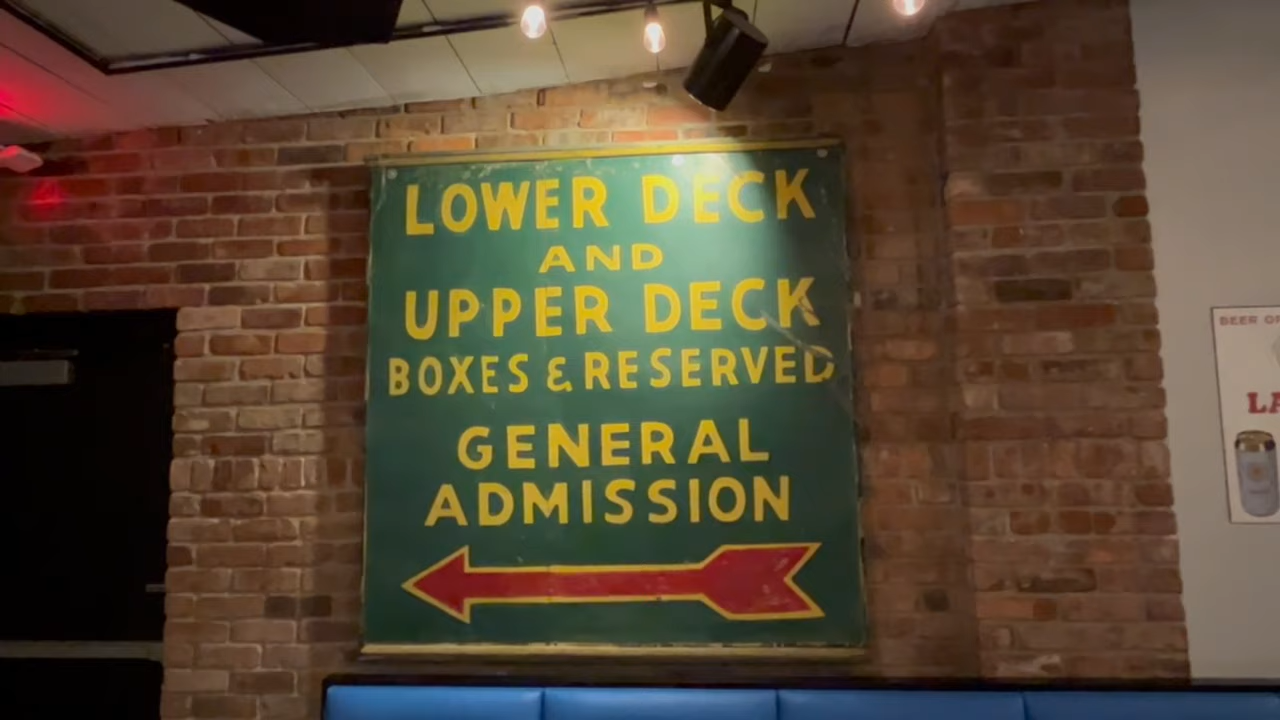 LOWER DECK
AND
UPPER DECK
BOXES & RESERVED
GENERAL
ADMISSION
BEER